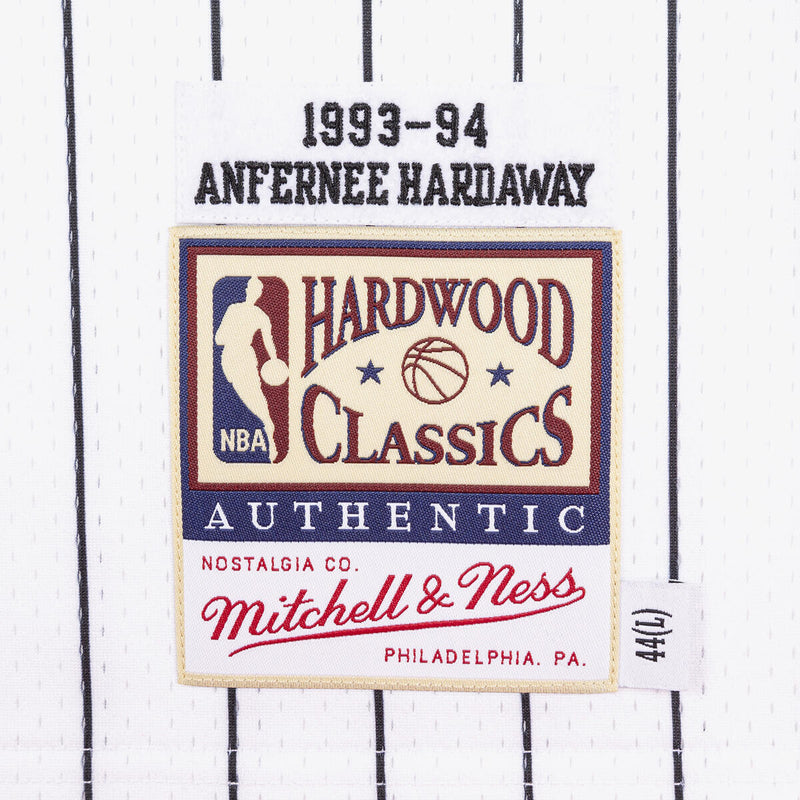 1993-94
ANFERNEE HARDAWAY
HARDWOOD
CLASSICS
NBA
AUTHENTIC
NOSTALGIA CO.
Mitchell & Ness
PHILADELPHIA. PA.
44(L)